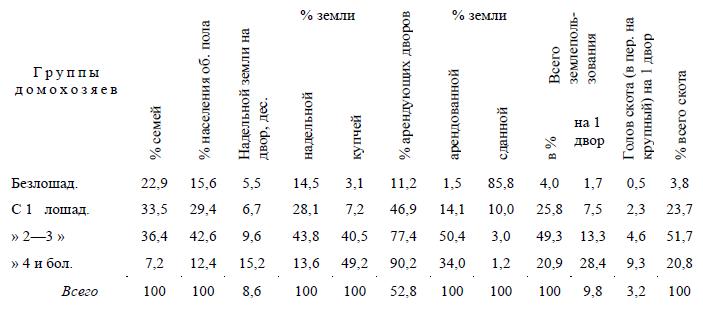 Группы домохозяев
% семей
% населения об. пола
Надельной земли на двор, дес.
% земли
надельной
купчей
% арендующих дворов
% земли
арендованной
сданной
Всего землеполь-
зования
в %
на 1 двор
Голов скота (в пер. на крупный) на 1 двор
% всего скота
Безлошад. 22,9 15,6 5,5 14,5 3,1 11,2 1,5 85,8 4,0 1,7 0,5 3,8
С 1 лошад. 33,5 29,4 6,7 28,1 7,2 46,9 14,1 10,0 25,8 7,5 2,3 23,7
» 2—3 » 36,4 42,6 9,6 43,8 40,5 77,4 50,4 3,0 49,3 13,3 4,6 51,7
» 4 и бол. 7,2 12,4 15,2 13,6 49,2 90,2 34,0 1,2 20,9 28,4 9,3 20,8
Всего 100 100 8,6 100 100 52,8 100 100 100 9,8 3,2 100